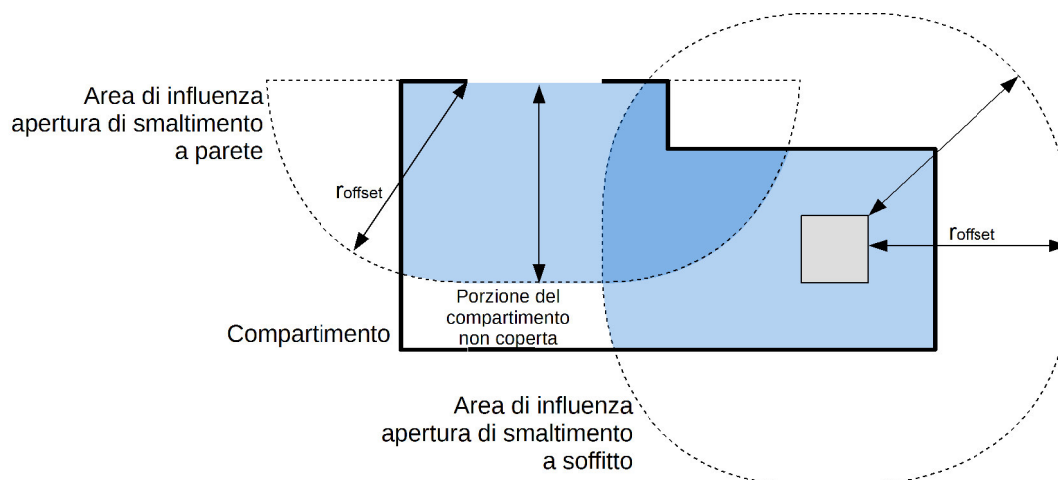 Area di influenza
apertura di smaltimento
a parete
roffset
roffset
Porzione del
compartimento
non coperta
Compartimento
Area di influenza
apertura di smaltimento
a soffitto